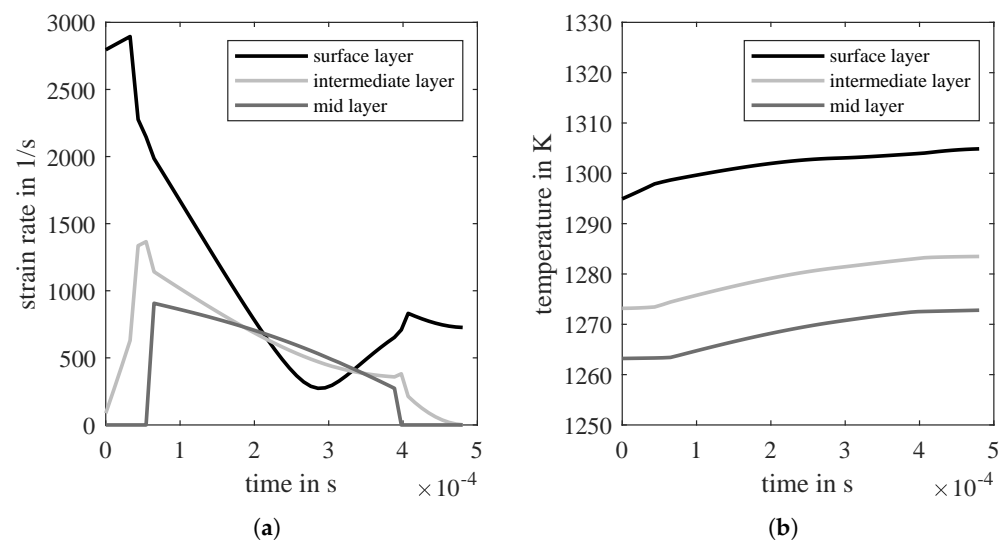 3000
2500
2000
1500
1000
500
0
strain rate in 1/s
surface layer
intermediate layer
mid layer
0 1 2 3 4 5
time in s
×10-4
(a)
1330
1320
1310
1300
1290
1280
1270
1260
1250
temperature in K
surface layer
intermediate layer
mid layer
0 1 2 3 4 5
time in s
×10-4
(b)